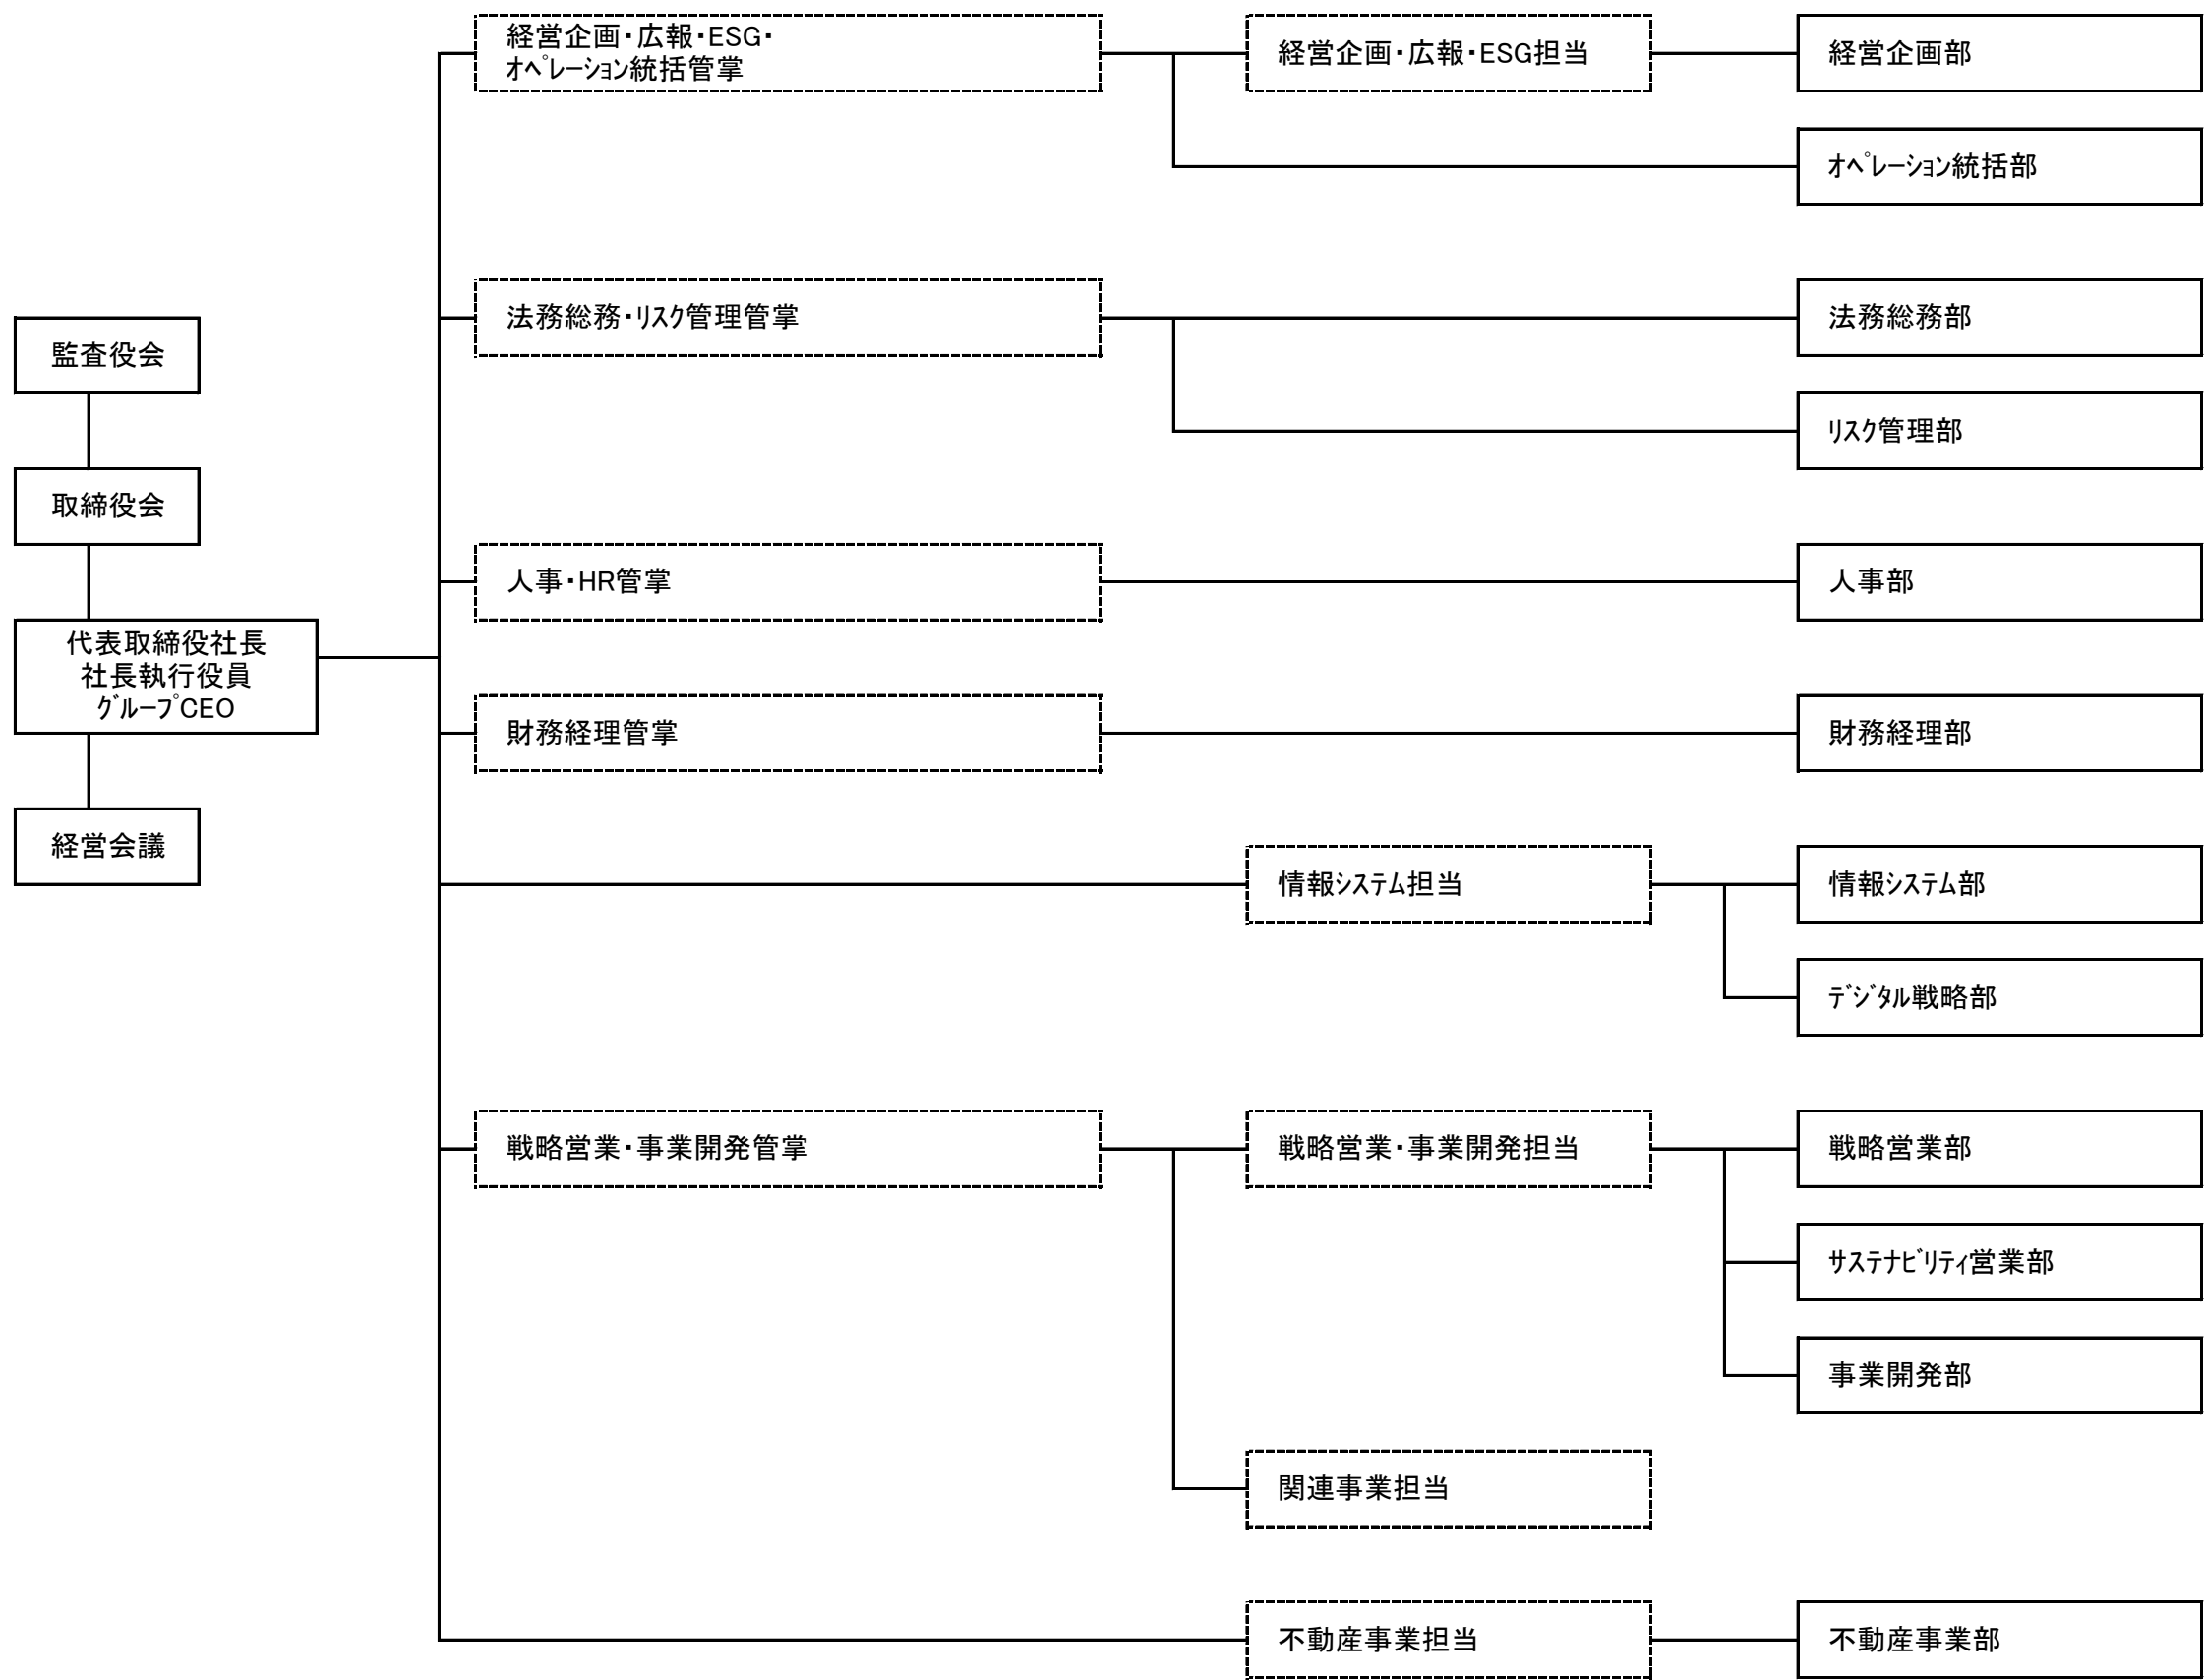 経営企画・広報・ESG・
ｵﾍﾟﾚｰｼｮﾝ統括管掌
経営企画・広報・ESG担当
経営企画部
ｵﾍﾟﾚｰｼｮﾝ統括部
法務総務・ﾘｽｸ管理管掌
法務総務部
監査役会
ﾘｽｸ管理部
取締役会
人事・HR管掌
人事部
代表取締役社長
社長執行役員
ｸﾞﾙｰﾌﾟCEO
財務経理管掌
財務経理部
経営会議
情報ｼｽﾃﾑ担当
情報ｼｽﾃﾑ部
ﾃﾞｼﾞﾀﾙ戦略部
戦略営業・事業開発管掌
戦略営業・事業開発担当
戦略営業部
ｻｽﾃﾅﾋﾞﾘﾃｨ営業部
事業開発部
関連事業担当
不動産事業担当
不動産事業部